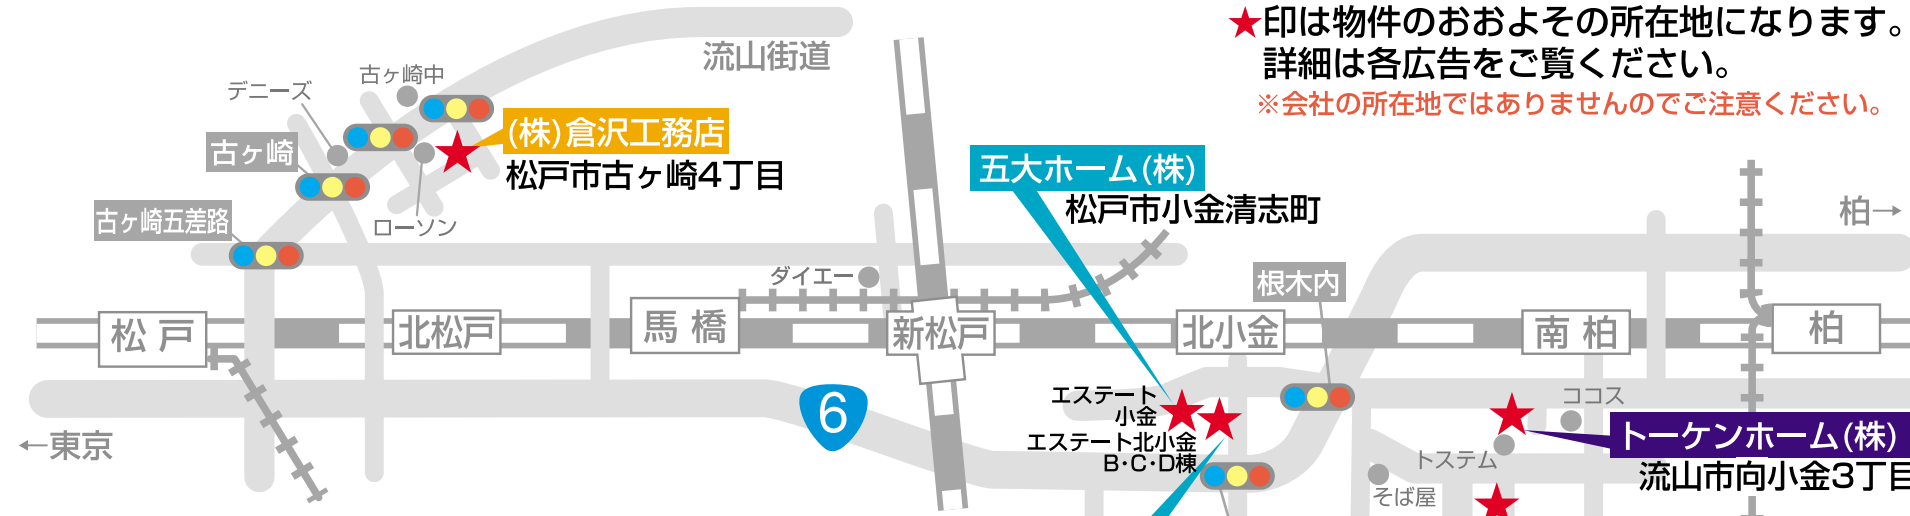 ★印は物件のおおよその所在地になります。
詳細は各広告をご覧ください。
※会社の所在地ではありませんのでご注意ください。
流山街道
古ヶ崎中
デニーズ
(株)倉沢工務店
松戸市古ヶ崎4丁目
古ヶ崎
古ヶ崎五差路
ローソン
五大ホーム(株)
松戸市小金清志町
柏→
ダイエー
根木内
松戸
北松戸
馬橋
新松戸
北小金
南柏
柏
←東京
6
エステート
小金
エステート北小金
B・C・D棟
ココス
トーケンホーム(株)
流山市向小金3丁目
トステム
そば屋